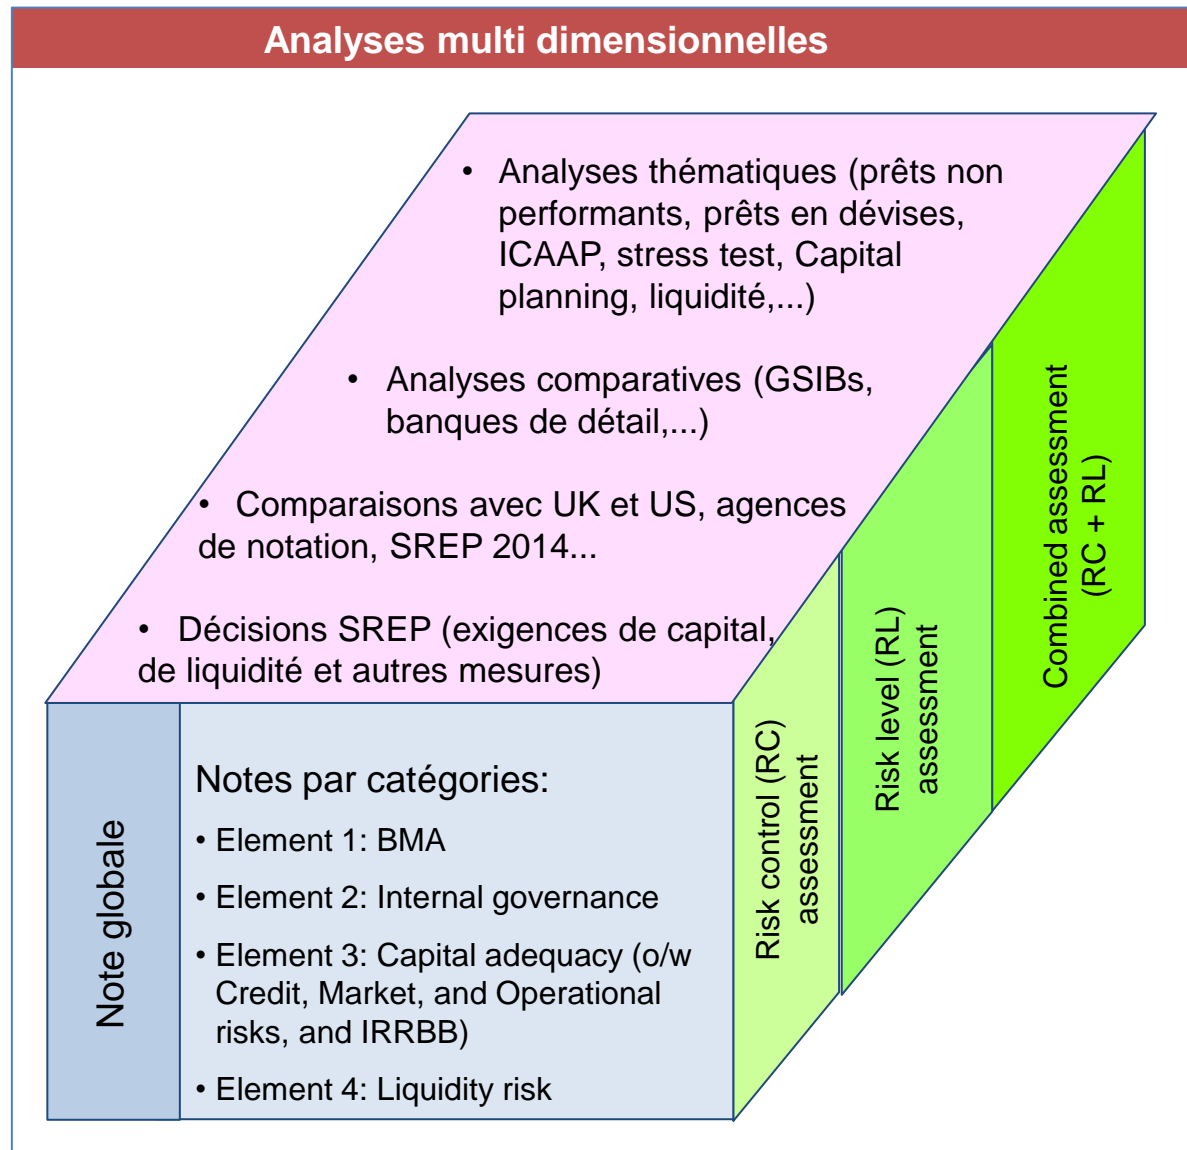 Analyses multi dimensionnelles
• Analyses thématiques (prêts non
performants, prêts en dévises,
ICAAP, stress test, Capital
planning, liquidité,...)
• Analyses comparatives (GSIBs,
banques de détail,...)
• Comparaisons avec UK et US, agences
de notation, SREP 2014...
• Décisions SREP (exigences de capital,
de liquidité et autres mesures)
Note globale
Notes par catégories:
• Element 1: BMA
• Element 2: Internal governance
• Element 3: Capital adequacy (o/w
Credit, Market, and Operational
risks, and IRRBB)
• Element 4: Liquidity risk
Risk control (RC)
assessment
Risk level (RL)
assessment
Combined assessment
(RC + RL)